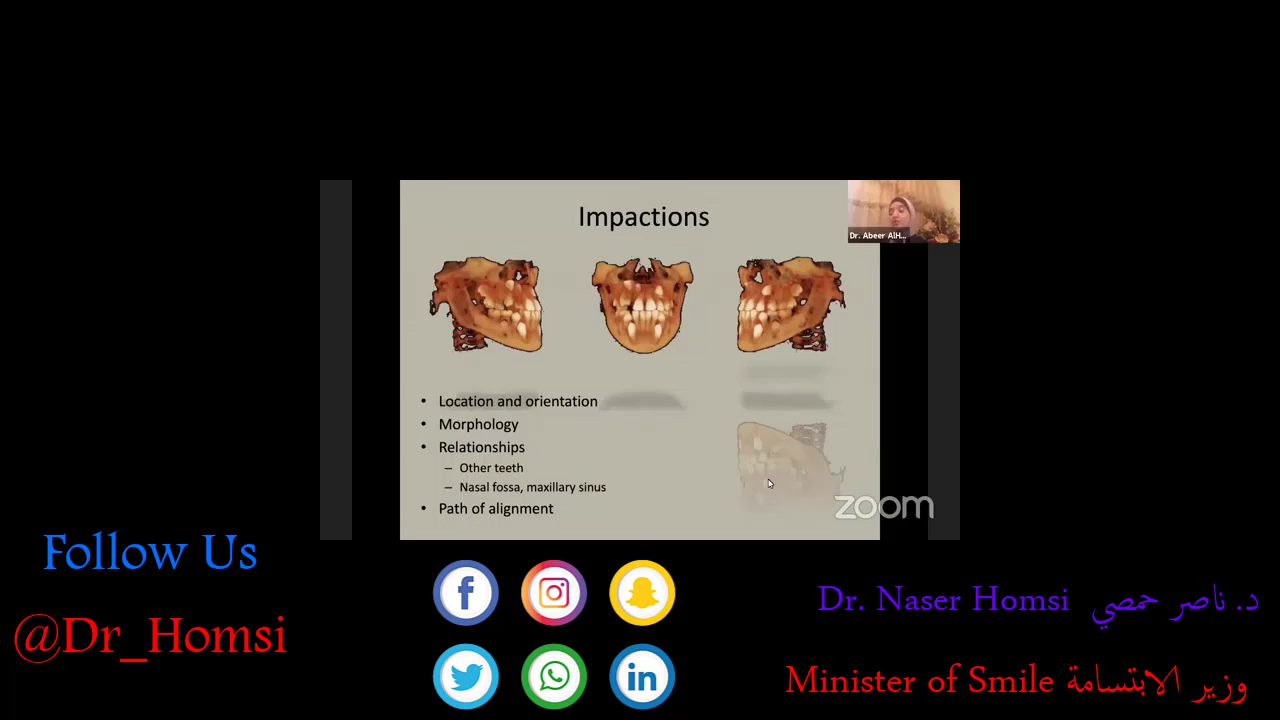 Impactions
Dr. Abeer AlH...
• Location and orientation
• Morphology
• Relationships
– Other teeth
– Nasal fossa, maxillary sinus
• Path of alignment
zoom
Follow Us
@Dr_Homsi
Dr. Naser Homsi د. ناصر حمصي
Minister of Smile وزير الابتسامة